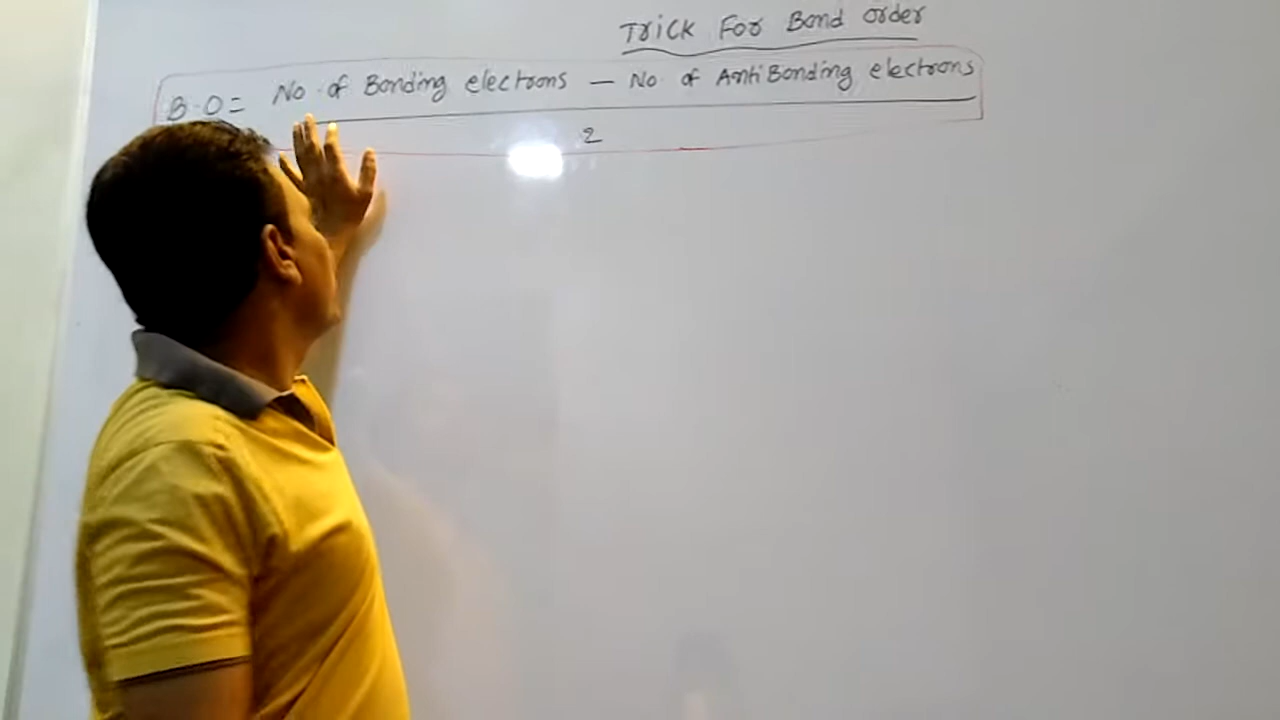 Trick For Bond order
B.O = No. of Bonding electrons — No. of AntiBonding electrons
2